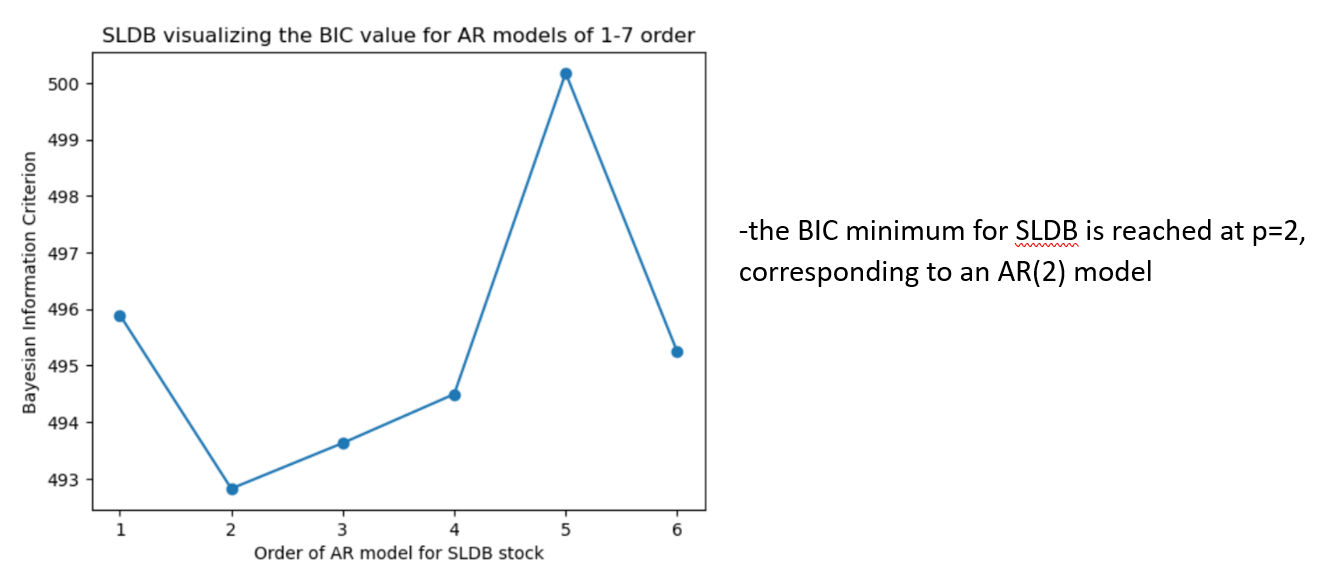 SLDB visualizing the BIC value for AR models of 1-7 order
500
499
498
497
496
495
494
493
Bayesian Information Criterion
1 2 3 4 5 6
Order of AR model for SLDB stock
-the BIC minimum for SLDB is reached at p=2,
corresponding to an AR(2) model